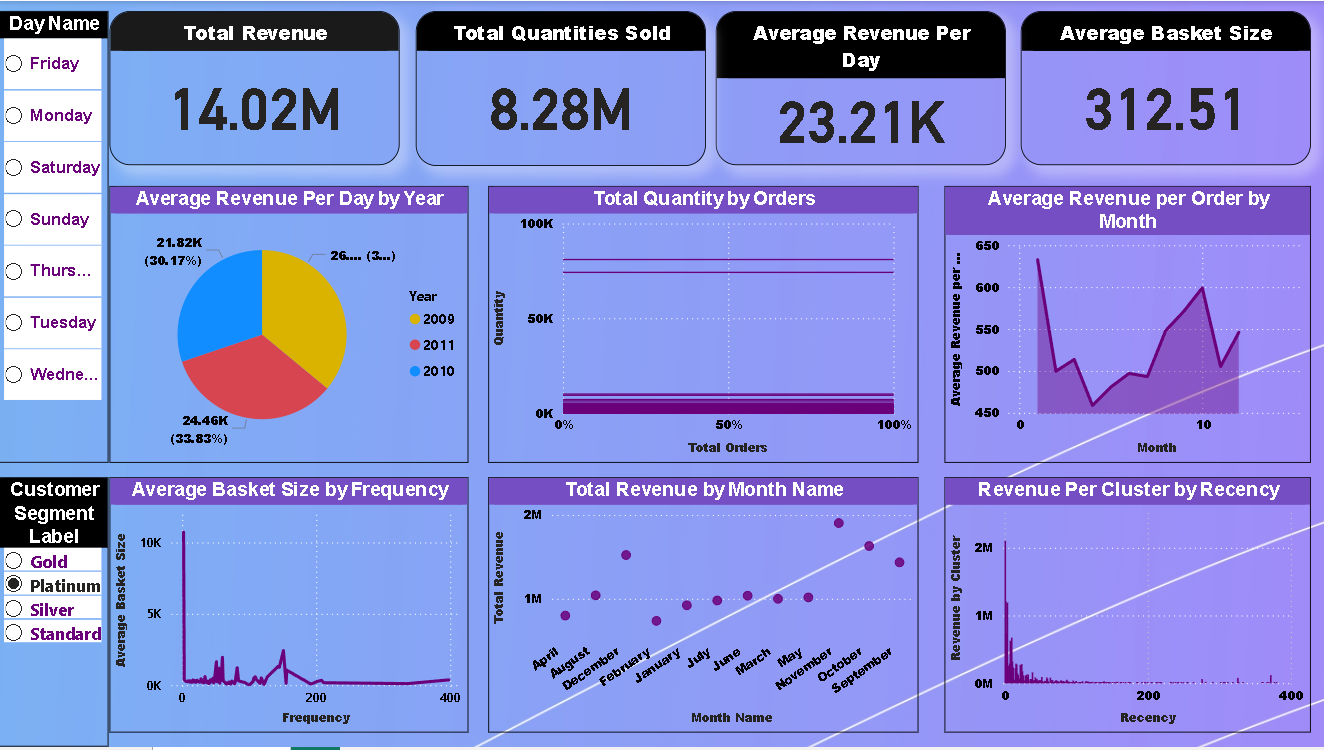 Day Name
Friday
Monday
Saturday
Sunday
Thurs...
Tuesday
Wedne...
Total Revenue
14.02M
Total Quantities Sold
8.28M
Average Revenue Per
Day
23.21K
Average Basket Size
312.51
Average Revenue Per Day by Year
21.82K
(30.17%)
26.... (3...)
24.46K
(33.83%)
Year
2009
2011
2010
Total Quantity by Orders
Quantity
100K
50K
0K
0%
50%
100%
Total Orders
Average Revenue per Order by
Month
Average Revenue per ...
650
600
550
500
450
0
10
Month
Customer
Segment
Label
Gold
Platinum
Silver
Standard
Average Basket Size by Frequency
Average Basket Size
10K
5K
0K
0
200
400
Frequency
Total Revenue by Month Name
Total Revenue
2M
1M
April
August
December
February
January
July
June
March
May
November
October
September
Month Name
Revenue Per Cluster by Recency
Revenue by Cluster
2M
1M
0M
0
200
400
Recency